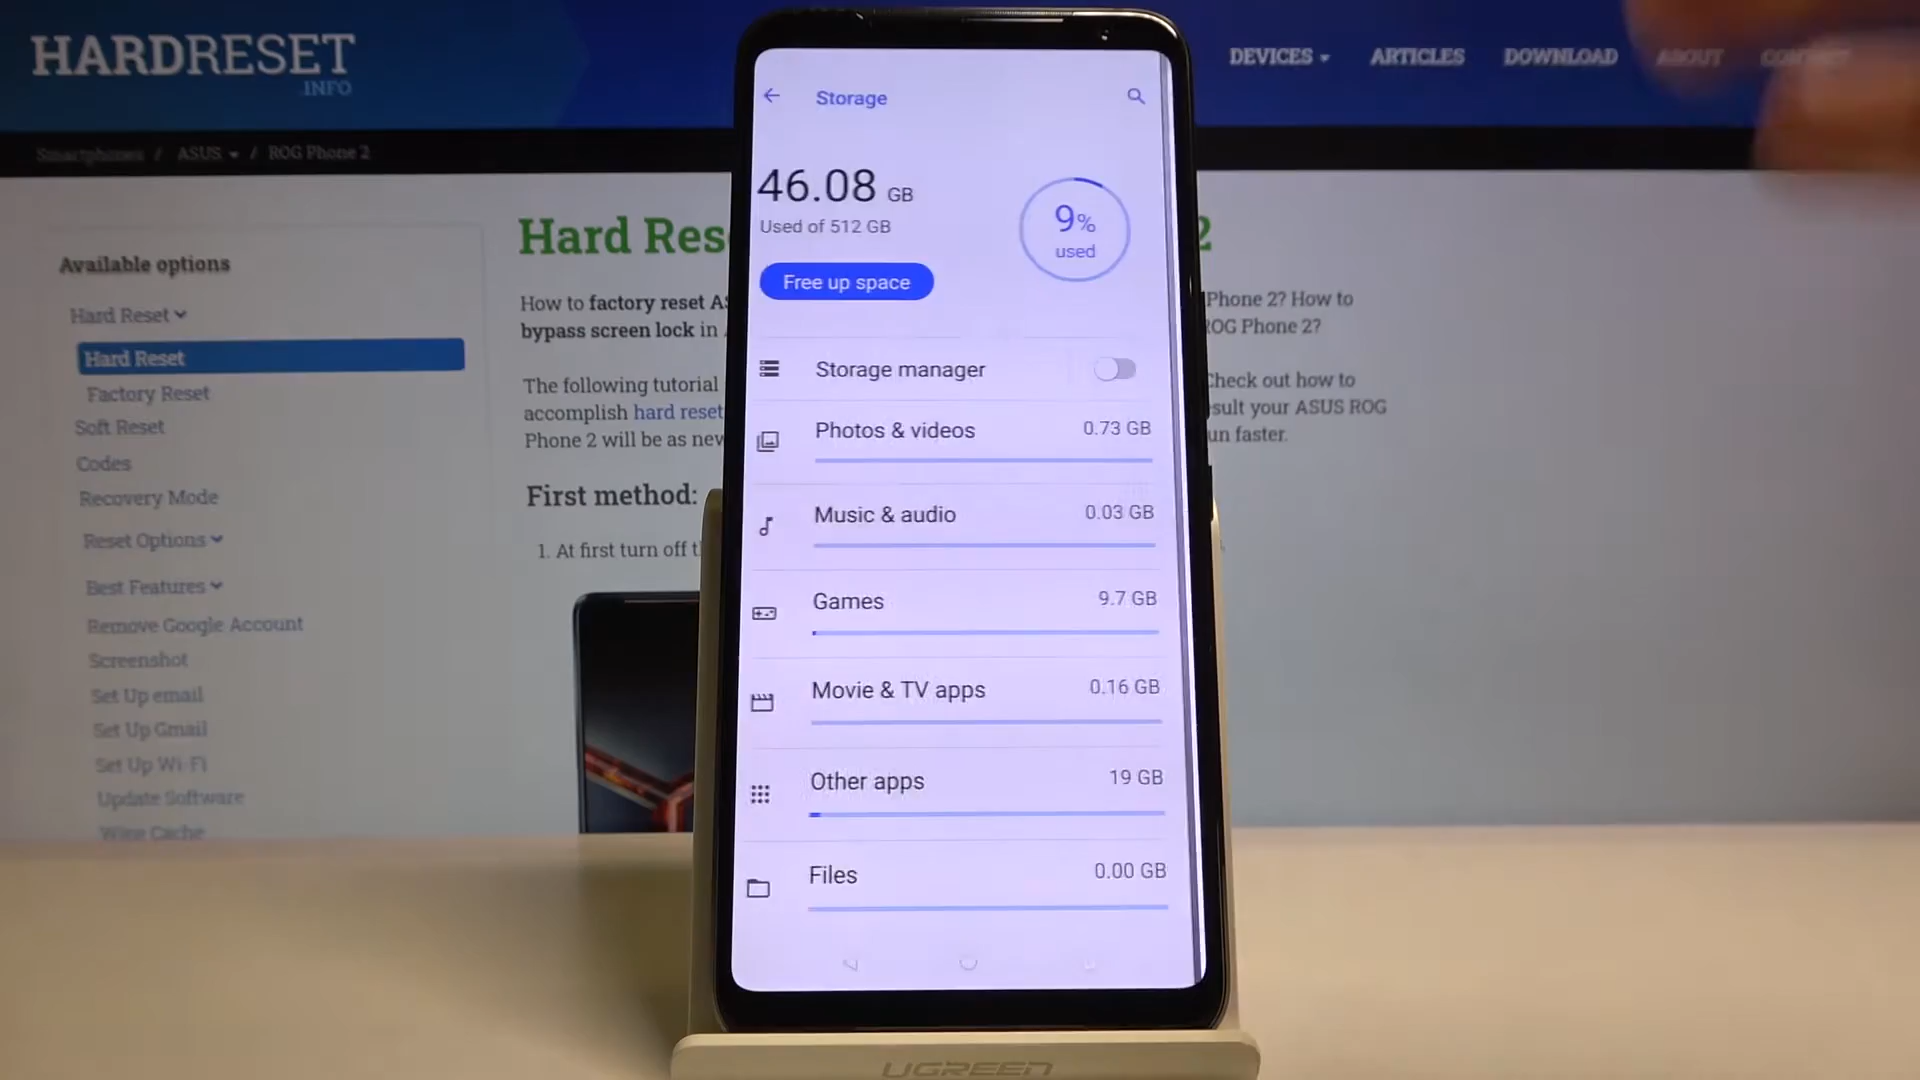 HARDRESET
.INFO
DEVICES
ARTICLES
DOWNLOAD
ABOUT
CONTACT
Smartphones / ASUS / ROG Phone 2
Available options
Hard Reset
Hard Reset
Factory Reset
Soft Reset
Codes
Recovery Mode
Reset Options
Best Features
Remove Google Account
Screenshot
Set Up email
Set Up Gmail
Set Up Wi-Fi
Update Software
Wipe Cache
Hard Res
2
How to factory reset AS
Phone 2? How to
bypass screen lock in
ROG Phone 2?
The following tutorial
Check out how to
accomplish hard reset
sult your ASUS ROG
Phone 2 will be as new
un faster.
First method:
1. At first turn off t
Storage
46.08 GB
Used of 512 GB
9%
used
Free up space
Storage manager
Photos & videos 0.73 GB
Music & audio 0.03 GB
Games 9.7 GB
Movie & TV apps 0.16 GB
Other apps 19 GB
Files 0.00 GB
UGREEN